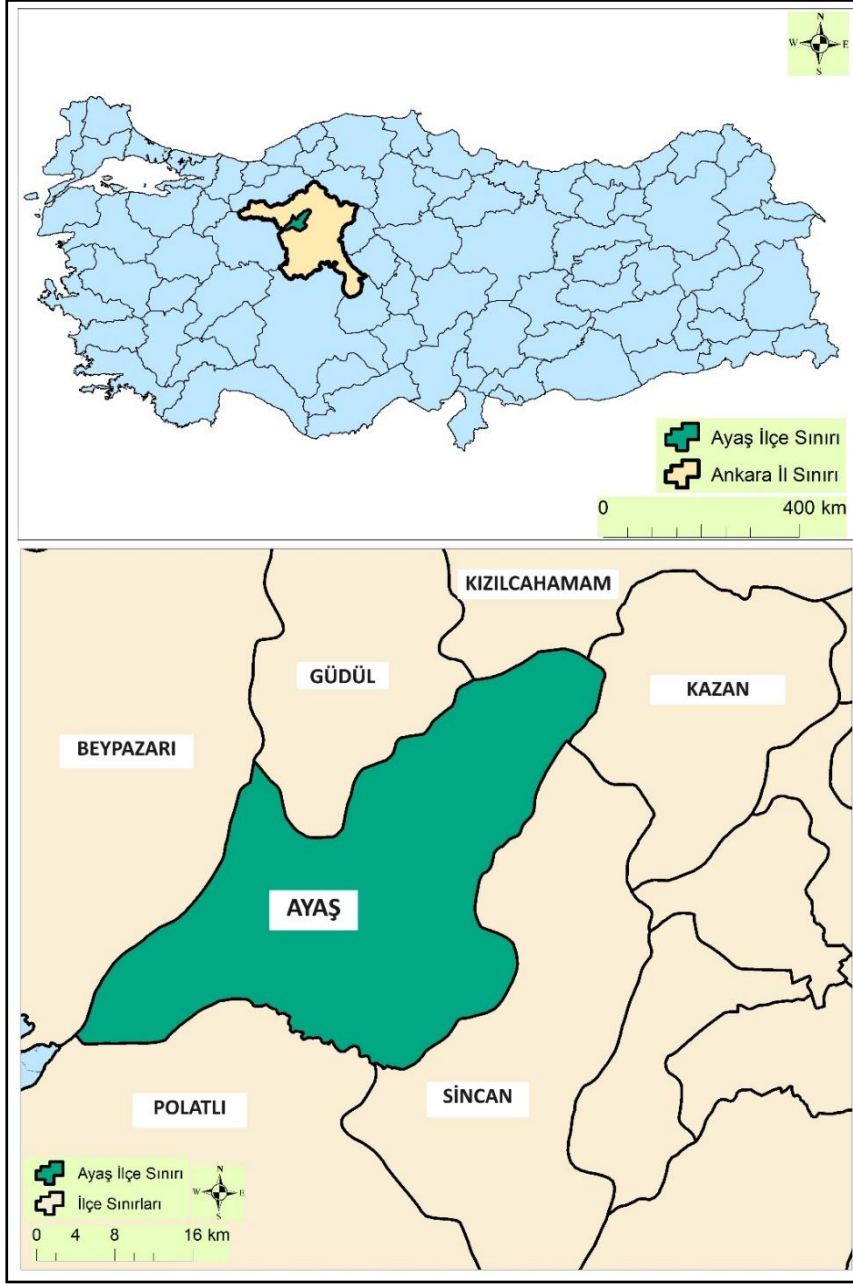 N
W E
S
Ayaş İlçe Sınırı
Ankara İl Sınırı
0 400 km
KIZILCAHAMAM
GÜDÜL
KAZAN
BEYPAZARI
AYAŞ
POLATLI
SİNCAN
Ayaş İlçe Sınırı
İlçe Sınırları
N
W E
S
0 4 8 16 km